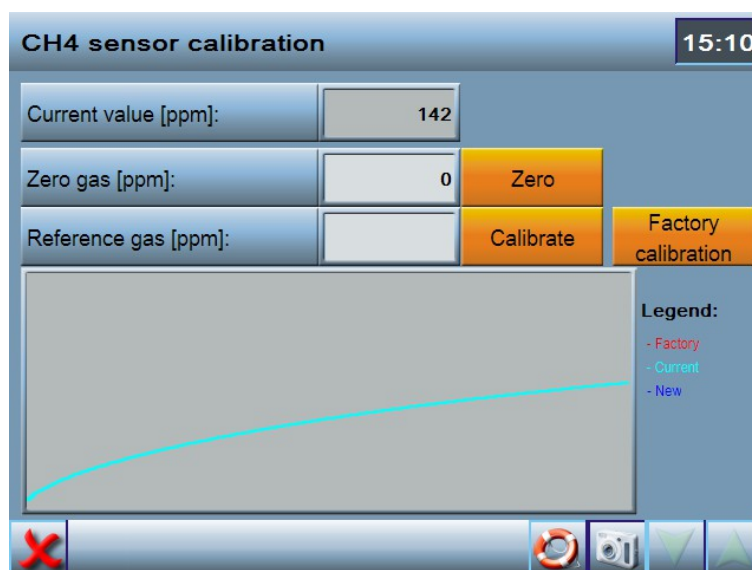 CH4 sensor calibration
15:10
Current value [ppm]:
142
Zero gas [ppm]:
0
Zero
Reference gas [ppm]:
Calibrate
Factory
calibration
Legend:
- Factory
- Current
- New